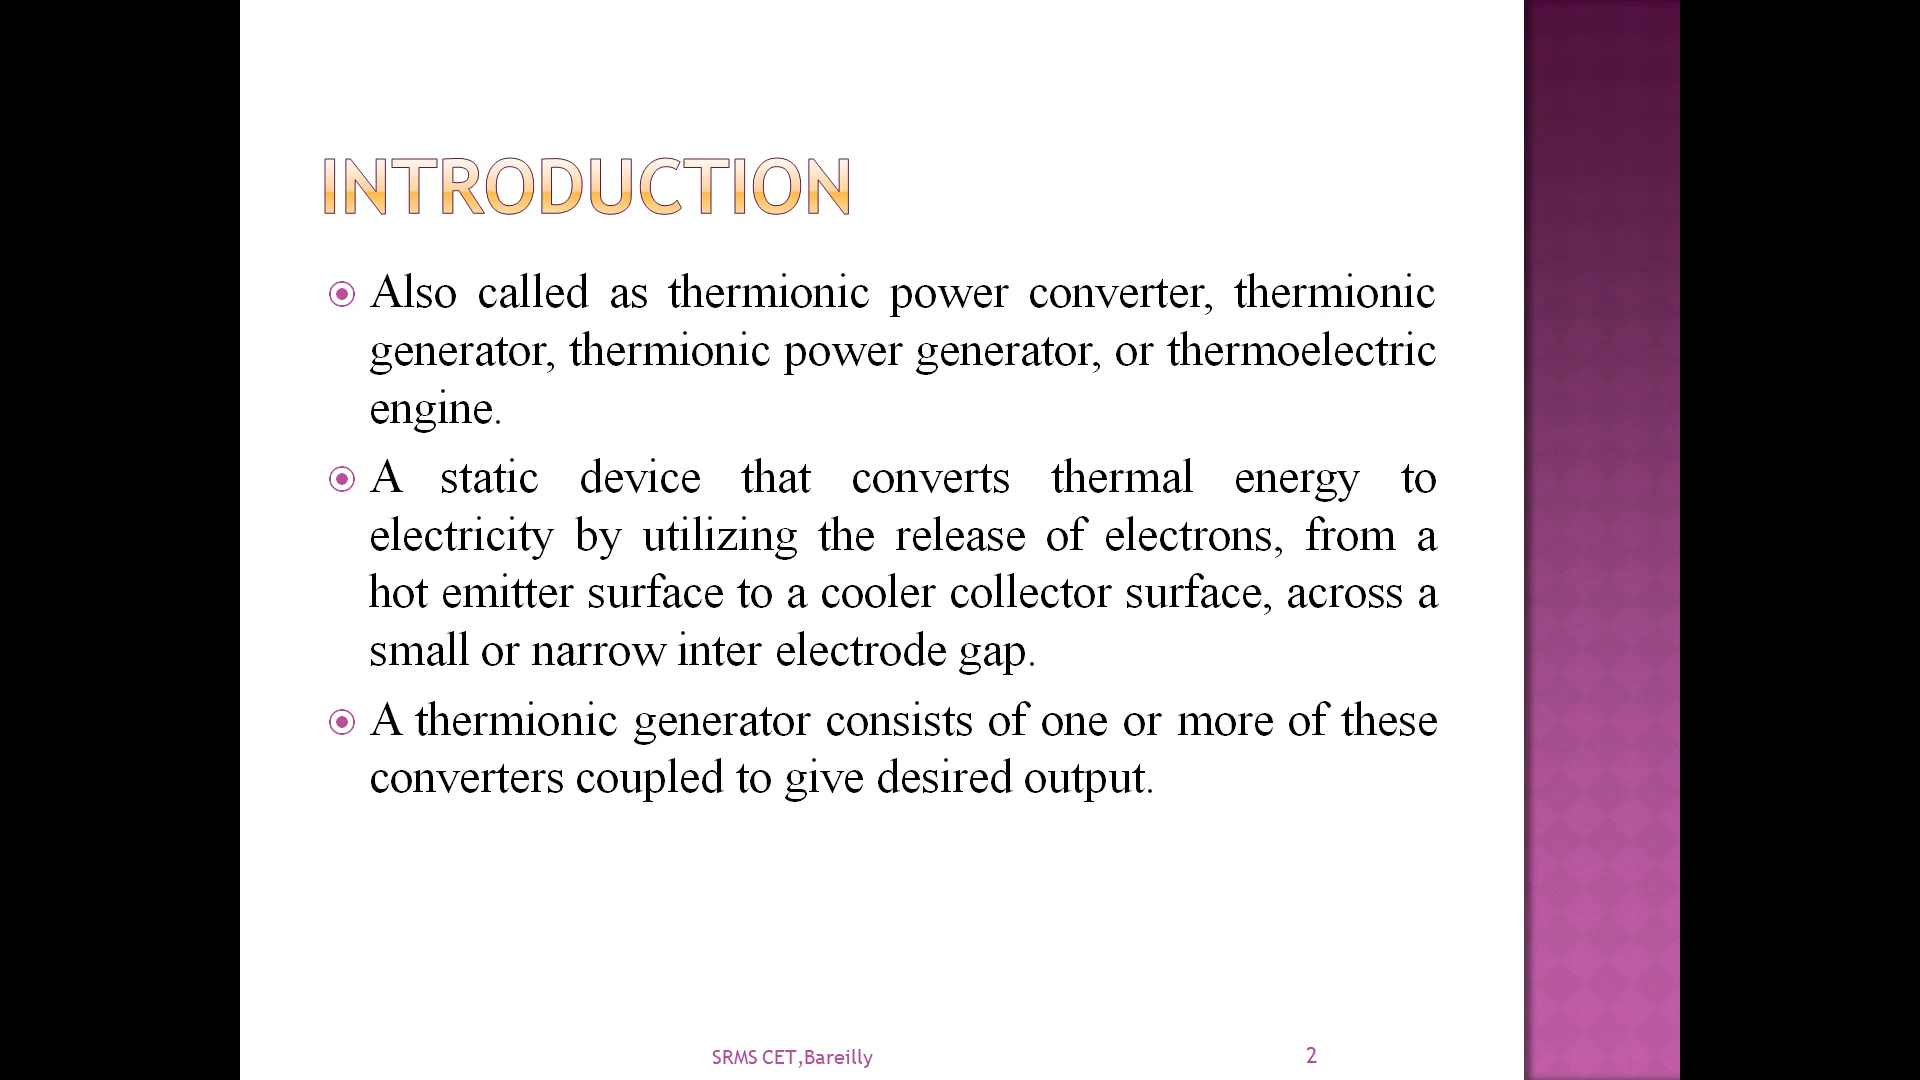 INTRODUCTION
Also called as thermionic power converter, thermionic
generator, thermionic power generator, or thermoelectric
engine.
A static device that converts thermal energy to
electricity by utilizing the release of electrons, from a
hot emitter surface to a cooler collector surface, across a
small or narrow inter electrode gap.
A thermionic generator consists of one or more of these
converters coupled to give desired output.
SRMS CET,Bareilly
2